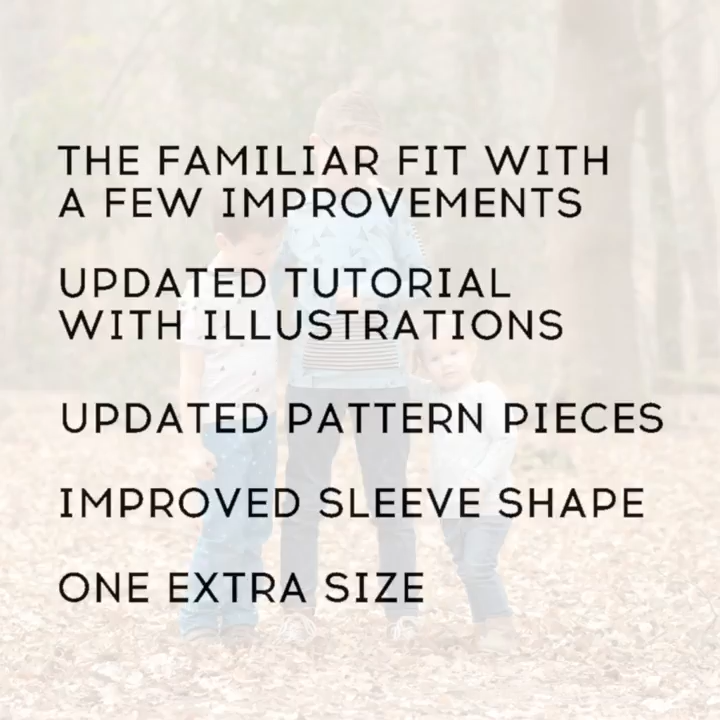 THE FAMILIAR FIT WITH
A FEW IMPROVEMENTS
UPDATED TUTORIAL
WITH ILLUSTRATIONS
UPDATED PATTERN PIECES
IMPROVED SLEEVE SHAPE
ONE EXTRA SIZE